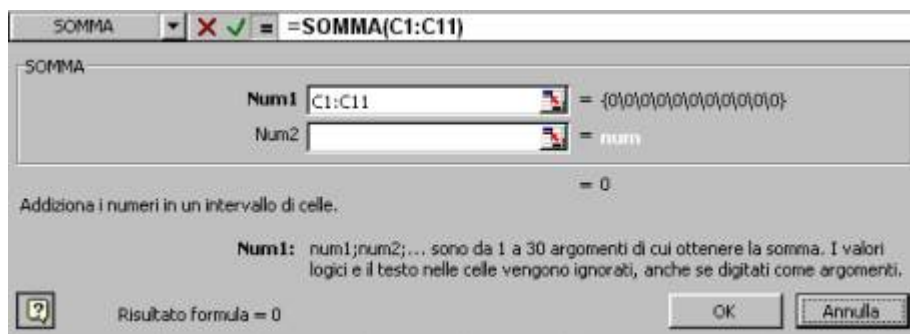 SOMMA = =SOMMA(C1:C11)
SOMMA
Num1 C1:C11 = {0\0\0\0\0\0\0\0\0\0\0}
Num2 = num
= 0
Addiziona i numeri in un intervallo di celle.
Num1: num1;num2;... sono da 1 a 30 argomenti di cui ottenere la somma. I valori
logici e il testo nelle celle vengono ignorati, anche se digitati come argomenti.
? Risultato formula = 0 OK Annulla